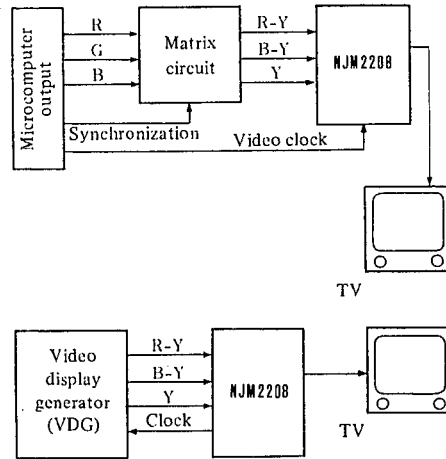 R
G
B
Microcomputer
output
Matrix
circuit
R-Y
B-Y
Y
NJM2208
Synchronization
Video clock
TV
Video
display
generator
(VDG)
R-Y
B-Y
Y
Clock
NJM2208
TV